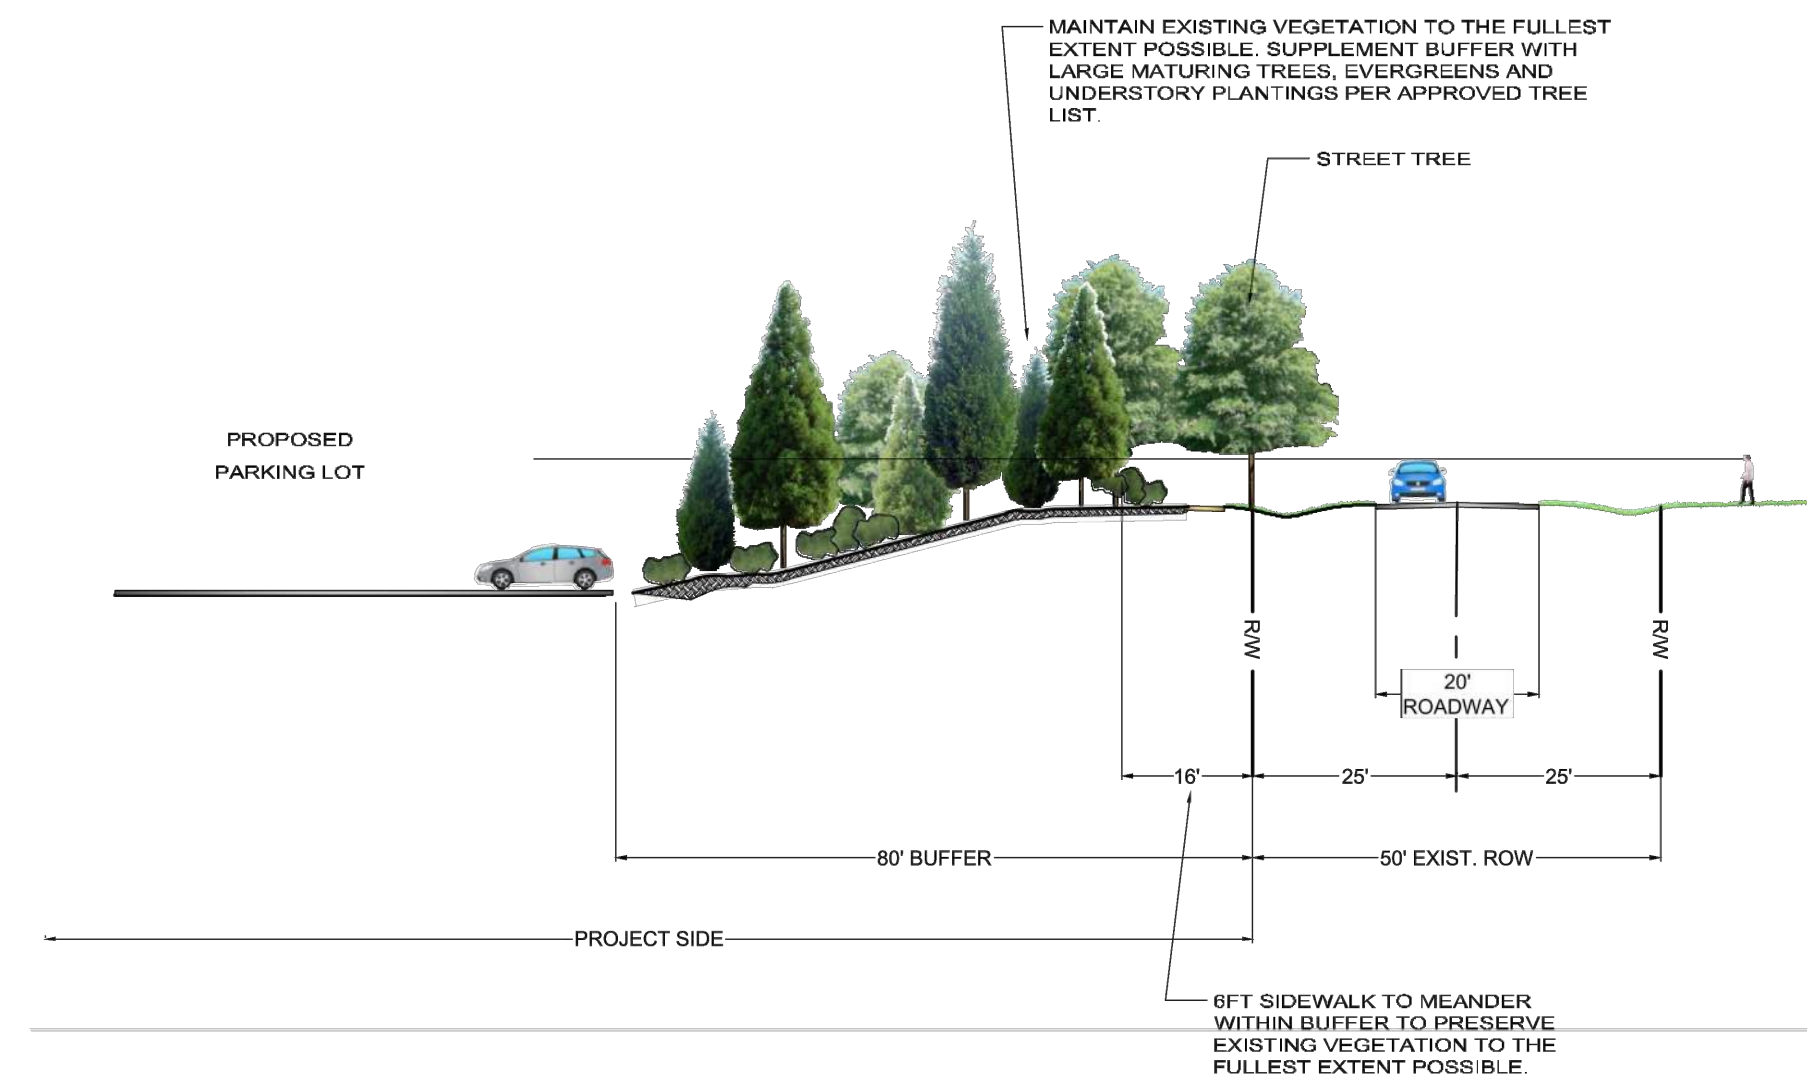 MAINTAIN EXISTING VEGETATION TO THE FULLEST
EXTENT POSSIBLE. SUPPLEMENT BUFFER WITH
LARGE MATURING TREES, EVERGREENS AND
UNDERSTORY PLANTINGS PER APPROVED TREE
LIST.
STREET TREE
PROPOSED
PARKING LOT
R/W
R/W
20'
ROADWAY
16'
25'
25'
80' BUFFER
50' EXIST. ROW
PROJECT SIDE
6FT SIDEWALK TO MEANDER
WITHIN BUFFER TO PRESERVE
EXISTING VEGETATION TO THE
FULLEST EXTENT POSSIBLE.